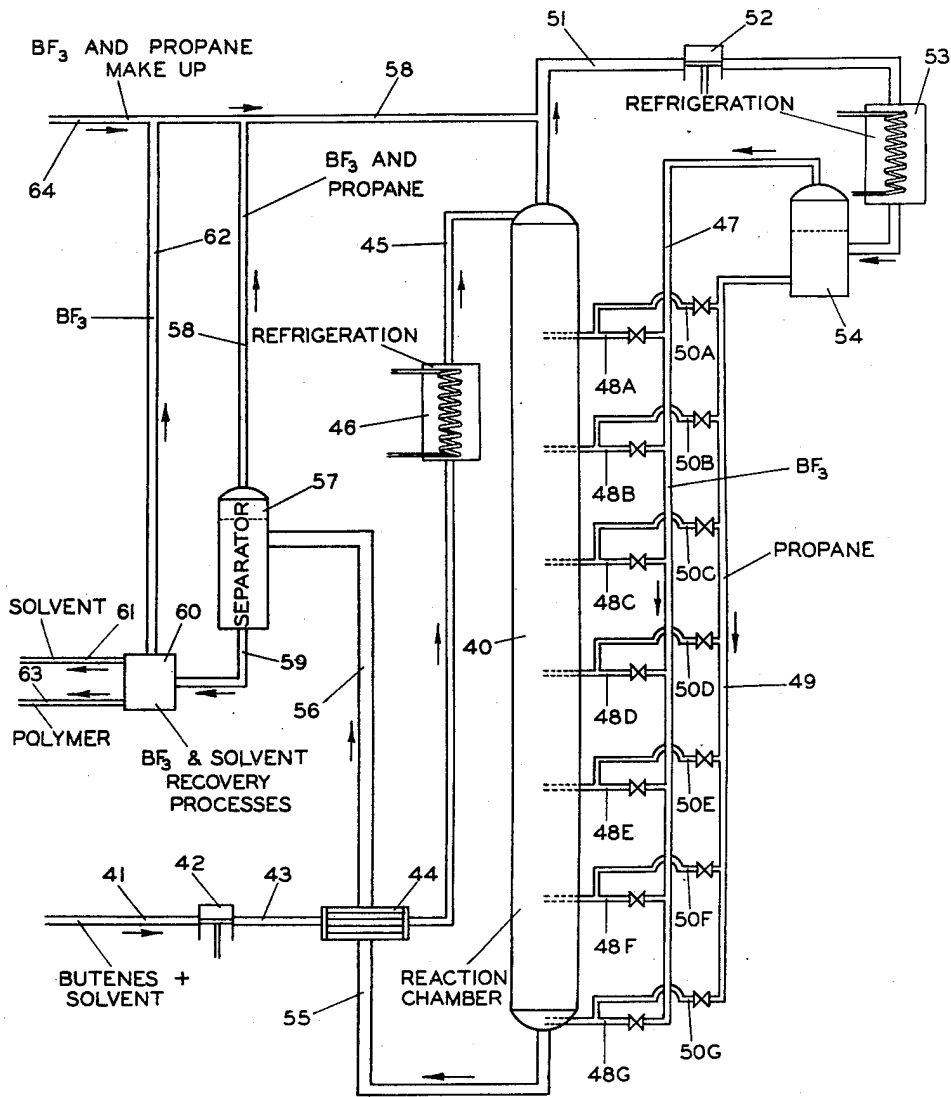 51
52
53
BF₃ AND PROPANE
MAKE UP
58
REFRIGERATION
64
BF₃ AND
PROPANE
62
45
47
BF₃
54
58
REFRIGERATION
50A
48A
46
50B
48B
BF₃
57
SEPARATOR
50C
PROPANE
48C
SOLVENT
61
60
59
40
50D
49
63
56
48D
POLYMER
BF₃ & SOLVENT
RECOVERY
PROCESSES
50E
48E
41
42
43
44
50F
48F
BUTENES +
SOLVENT
REACTION
CHAMBER
55
50G
48G